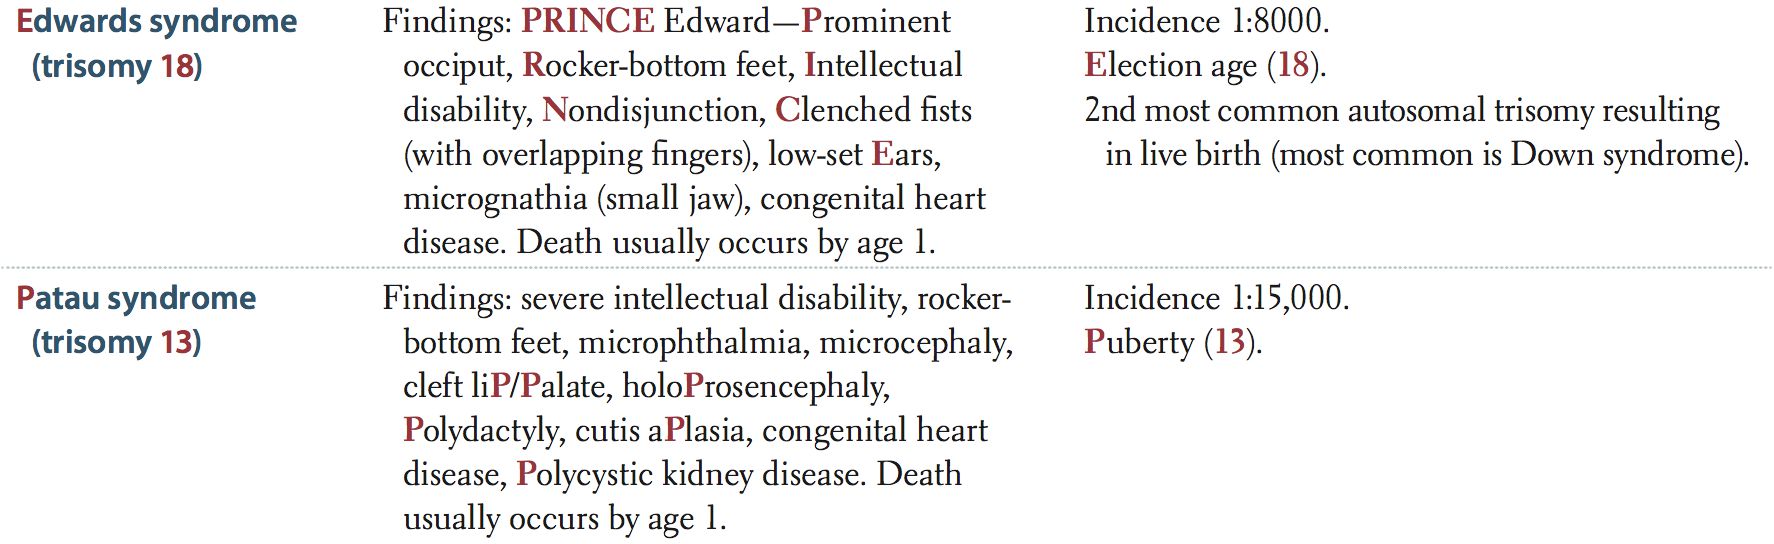 Edwards syndrome
(trisomy 18)
Findings: PRINCE Edward—Prominent
occiput, Rocker-bottom feet, Intellectual
disability, Nondisjunction, Clenched fists
(with overlapping fingers), low-set Ears,
micrognathia (small jaw), congenital heart
disease. Death usually occurs by age 1.
Incidence 1:8000.
Election age (18).
2nd most common autosomal trisomy resulting
in live birth (most common is Down syndrome).
Patau syndrome
(trisomy 13)
Findings: severe intellectual disability, rocker-
bottom feet, microphthalmia, microcephaly,
cleft liP/Palate, holoProsencephaly,
Polydactyly, cutis aPlasia, congenital heart
disease, Polycystic kidney disease. Death
usually occurs by age 1.
Incidence 1:15,000.
Puberty (13).